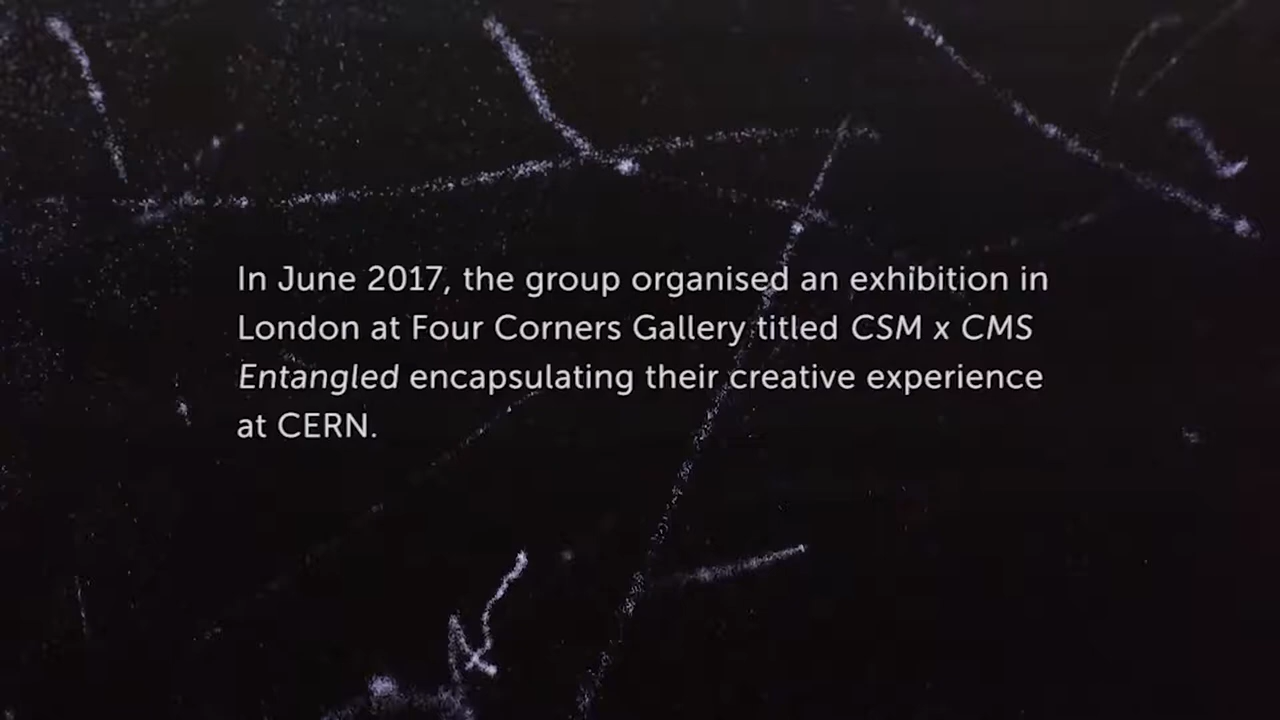 In June 2017, the group organised an exhibition in
London at Four Corners Gallery titled CSM x CMS
Entangled encapsulating their creative experience
at CERN.